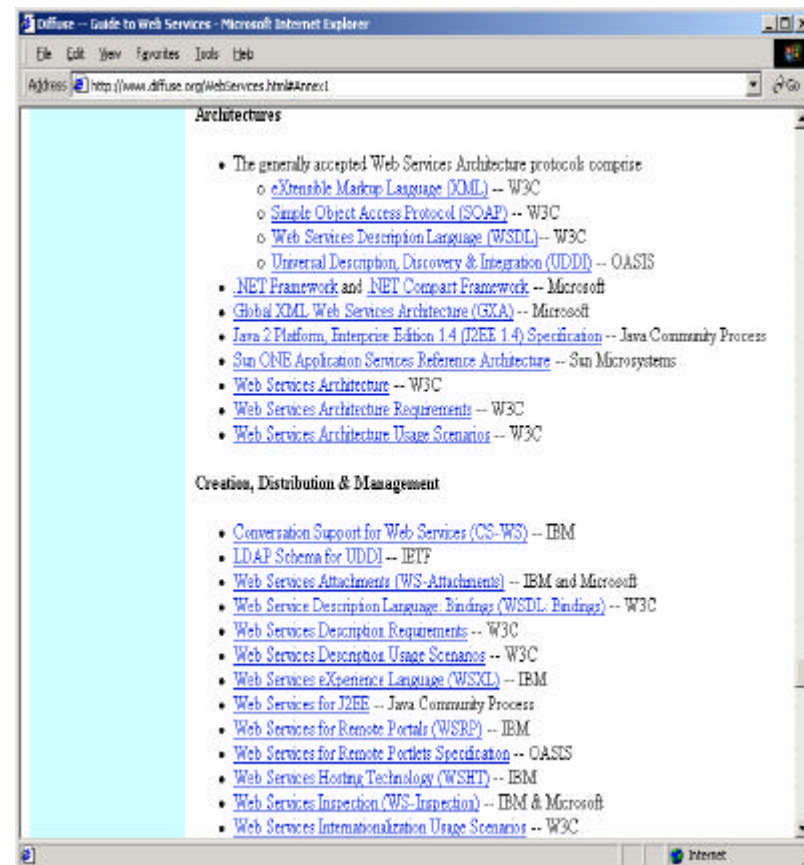 Diffuse -- Guide to Web Services - Microsoft Internet Explorer
File Edit View Favorites Tools Help
Address http://www.diffuse.org/WebServices.html#Annex1 Go
Architectures
• The generally accepted Web Services Architecture protocols comprise
o eXtensible Markup Language (XML) -- W3C
o Simple Object Access Protocol (SOAP) -- W3C
o Web Services Description Language (WSDL)-- W3C
o Universal Description, Discovery & Integration (UDDI) -- OASIS
• .NET Framework and .NET Compact Framework -- Microsoft
• Global XML Web Services Architecture (GXA) -- Microsoft
• Java 2 Platform, Enterprise Edition 1.4 (J2EE 1.4) Specification -- Java Community Process
• Sun ONE Application Services Reference Architecture -- Sun Microsystems
• Web Services Architecture -- W3C
• Web Services Architecture Requirements -- W3C
• Web Services Architecture Usage Scenarios -- W3C
Creation, Distribution & Management
• Conversation Support for Web Services (CS-WS) -- IBM
• LDAP Schema for UDDI -- IETF
• Web Services Attachments (WS-Attachments) -- IBM and Microsoft
• Web Service Description Language: Bindings (WSDL: Bindings) -- W3C
• Web Services Description Requirements -- W3C
• Web Services Description Usage Scenarios -- W3C
• Web Services eXperience Language (WSXL) -- IBM
• Web Services for J2EE -- Java Community Process
• Web Services for Remote Portals (WSRP) -- IBM
• Web Services for Remote Portlets Specification -- OASIS
• Web Services Hosting Technology (WSHT) -- IBM
• Web Services Inspection (WS-Inspection) -- IBM & Microsoft
• Web Services Internationalization Usage Scenarios -- W3C
Internet